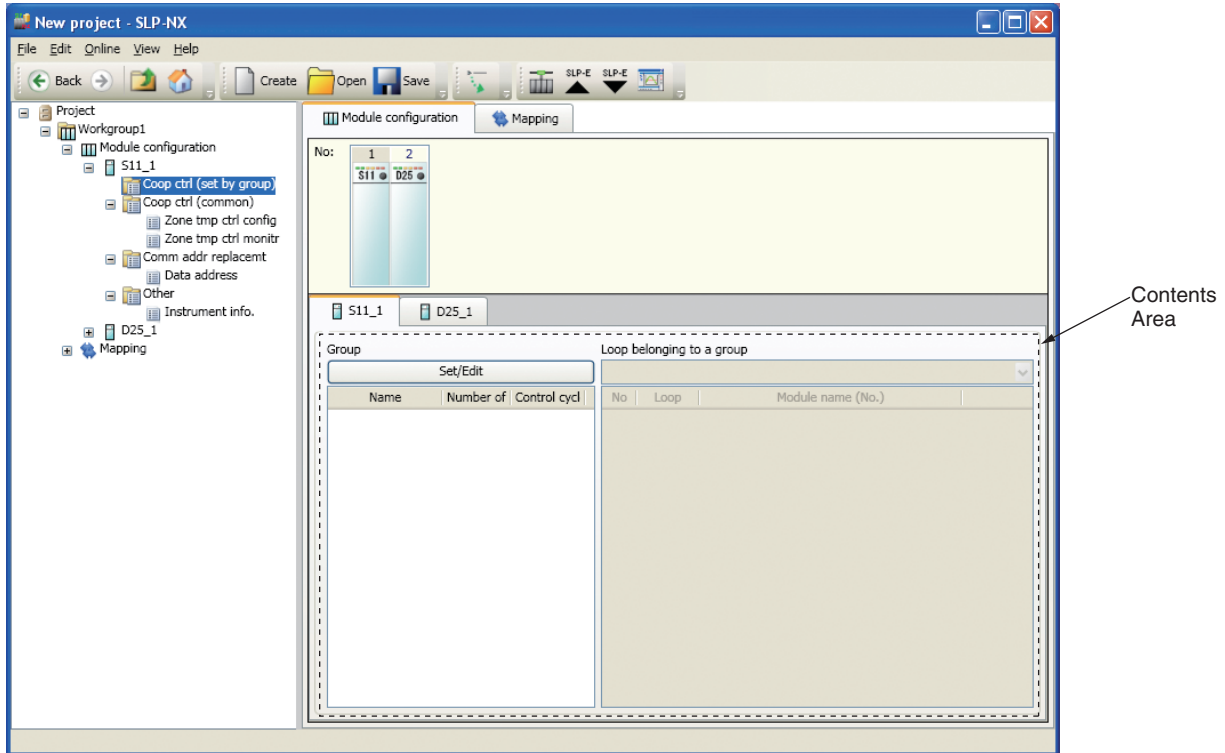 New project - SLP-NX
File Edit Online View Help
Back Create Open Save SLP-E SLP-E
Project
Workgroup1
Module configuration
S11_1
Coop ctrl (set by group)
Coop ctrl (common)
Zone tmp ctrl config
Zone tmp ctrl monitr
Comm addr replacemt
Data address
Other
Instrument info.
D25_1
Mapping
Module configuration Mapping
No: 1 2
S11 D25
S11_1 D25_1
Contents
Area
Group Loop belonging to a group
Set/Edit
Name Number of Control cycl No Loop Module name (No.)